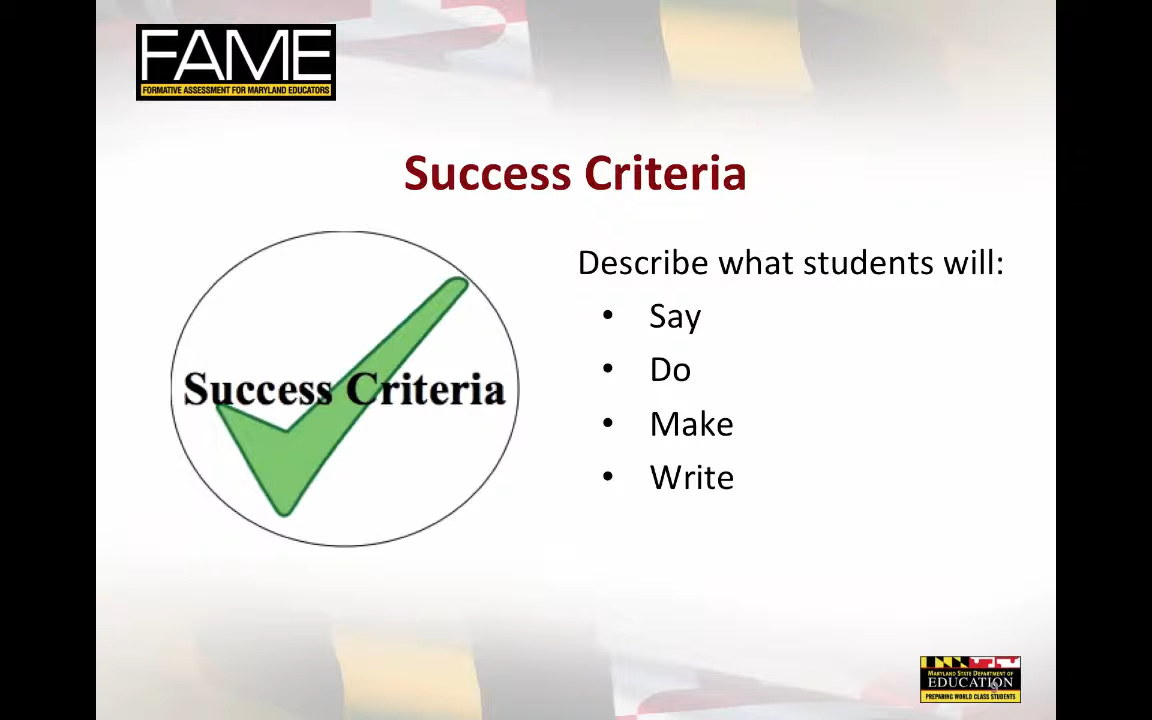 FAME
FORMATIVE ASSESSMENT FOR MARYLAND EDUCATORS
Success Criteria
Success Criteria
Describe what students will:
• Say
• Do
• Make
• Write
MARYLAND STATE DEPARTMENT OF
EDUCATION
PREPARING WORLD CLASS STUDENTS